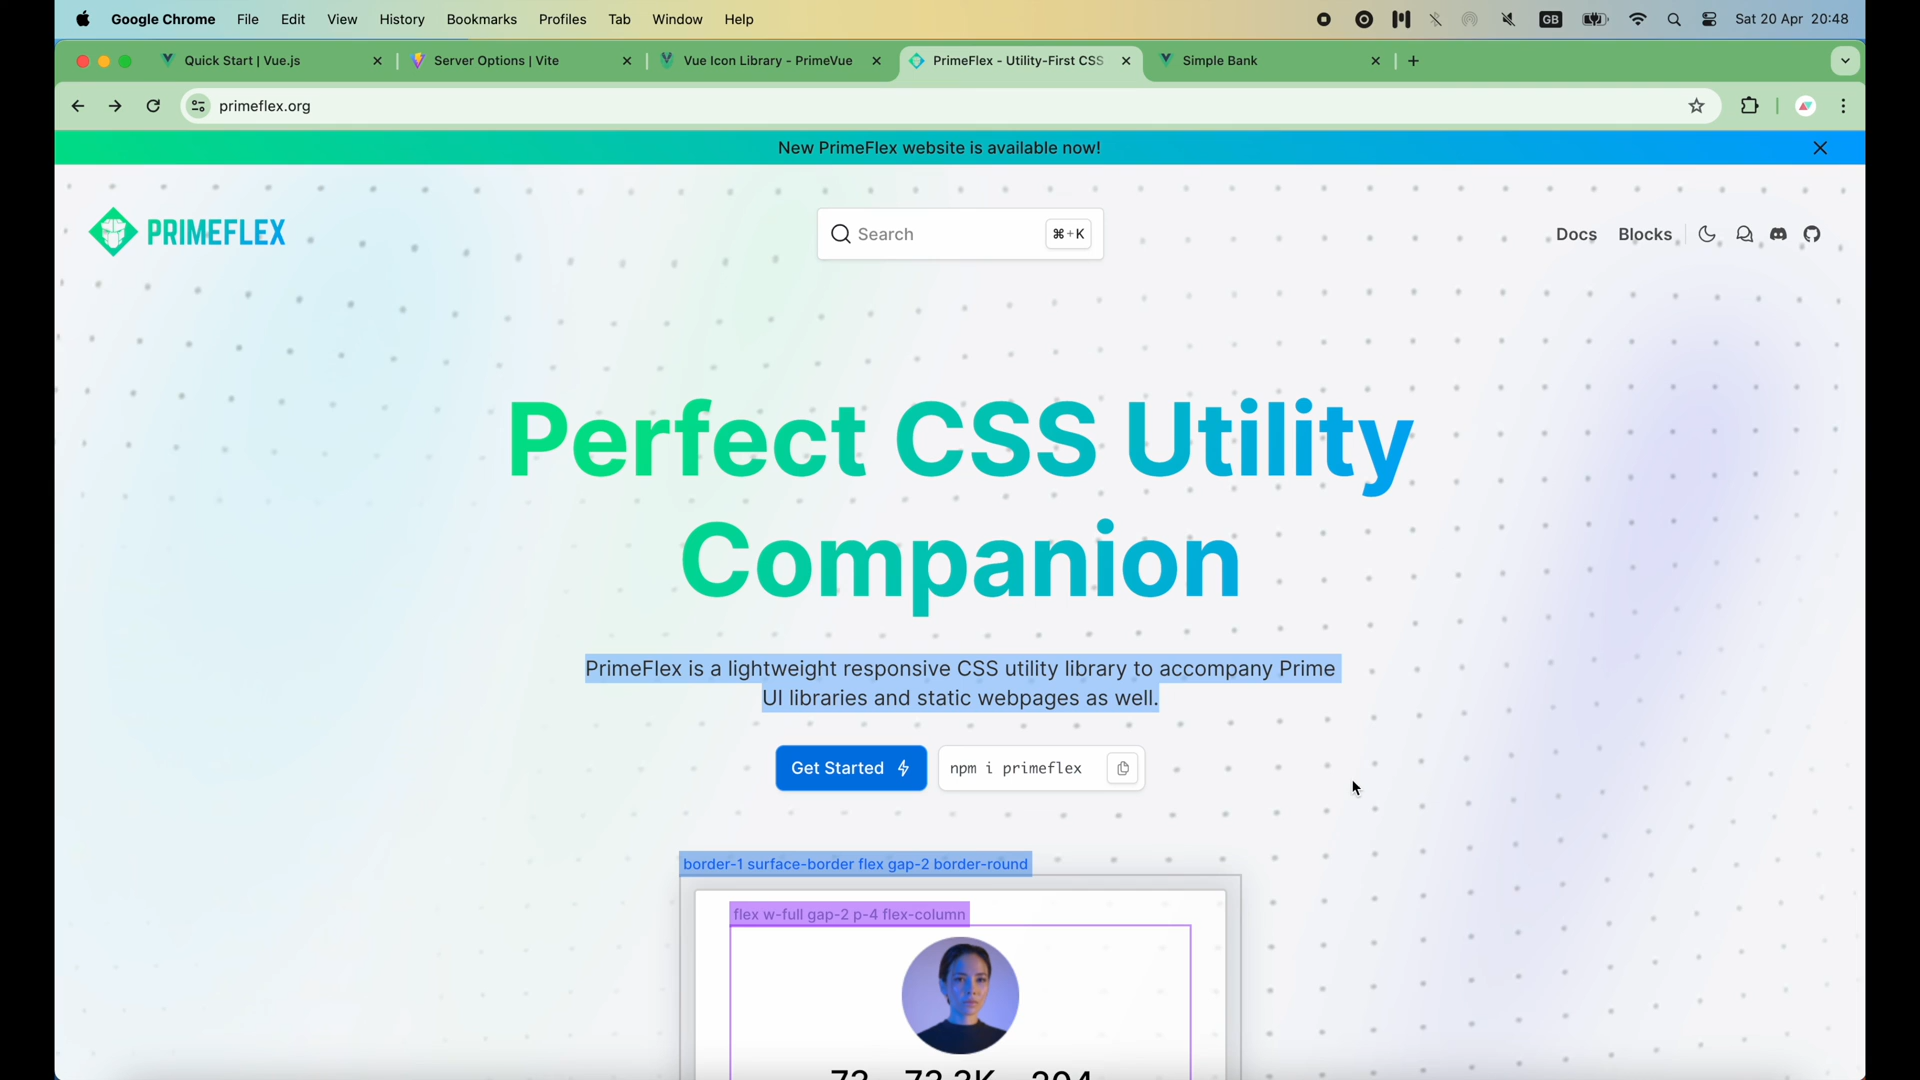 Google Chrome File Edit View History Bookmarks Profiles Tab Window Help GB Sat 20 Apr 20:48
Quick Start | Vue.js Server Options | Vite Vue Icon Library - PrimeVue PrimeFlex - Utility-First CSS Simple Bank
primeflex.org
New PrimeFlex website is available now!
PRIMEFLEX Search ⌘+K Docs Blocks
Perfect CSS Utility
Companion
PrimeFlex is a lightweight responsive CSS utility library to accompany Prime
UI libraries and static webpages as well.
Get Started npm i primeflex
border-1 surface-border flex gap-2 border-round
flex w-full gap-2 p-4 flex-column